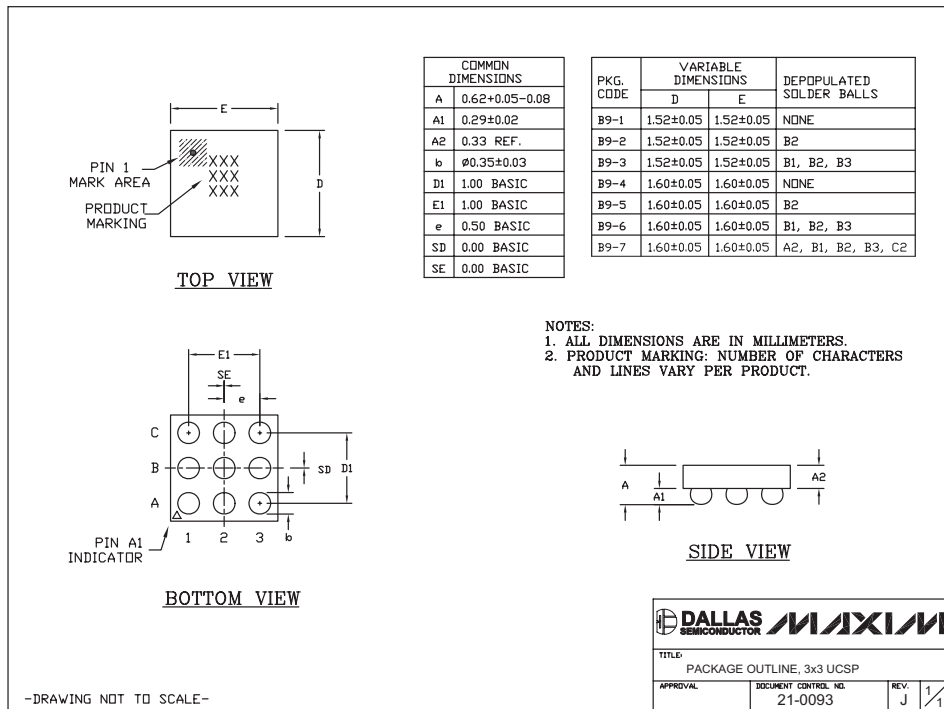 E
D
PIN 1
MARK AREA
XXX
XXX
XXX
PRODUCT
MARKING
TOP VIEW
COMMON
DIMENSIONS
A 0.62+0.05-0.08
A1 0.29±0.02
A2 0.33 REF.
b ø0.35±0.03
D1 1.00 BASIC
E1 1.00 BASIC
e 0.50 BASIC
SD 0.00 BASIC
SE 0.00 BASIC
PKG.
CODE
VARIABLE
DIMENSIONS
D E
DEPOPULATED
SOLDER BALLS
B9-1 1.52±0.05 1.52±0.05 NONE
B9-2 1.52±0.05 1.52±0.05 B2
B9-3 1.52±0.05 1.52±0.05 B1, B2, B3
B9-4 1.60±0.05 1.60±0.05 NONE
B9-5 1.60±0.05 1.60±0.05 B2
B9-6 1.60±0.05 1.60±0.05 B1, B2, B3
B9-7 1.60±0.05 1.60±0.05 A2, B1, B2, B3, C2
NOTES:
1. ALL DIMENSIONS ARE IN MILLIMETERS.
2. PRODUCT MARKING: NUMBER OF CHARACTERS
AND LINES VARY PER PRODUCT.
E1
SE
e
C
B
A
SD D1
1 2 3 b
PIN A1
INDICATOR
BOTTOM VIEW
A A1 A2
SIDE VIEW
DALLAS
SEMICONDUCTOR
MAXIM
TITLE:
PACKAGE OUTLINE, 3x3 UCSP
APPROVAL
DOCUMENT CONTROL NO.
21-0093
REV.
J
1/1
-DRAWING NOT TO SCALE-